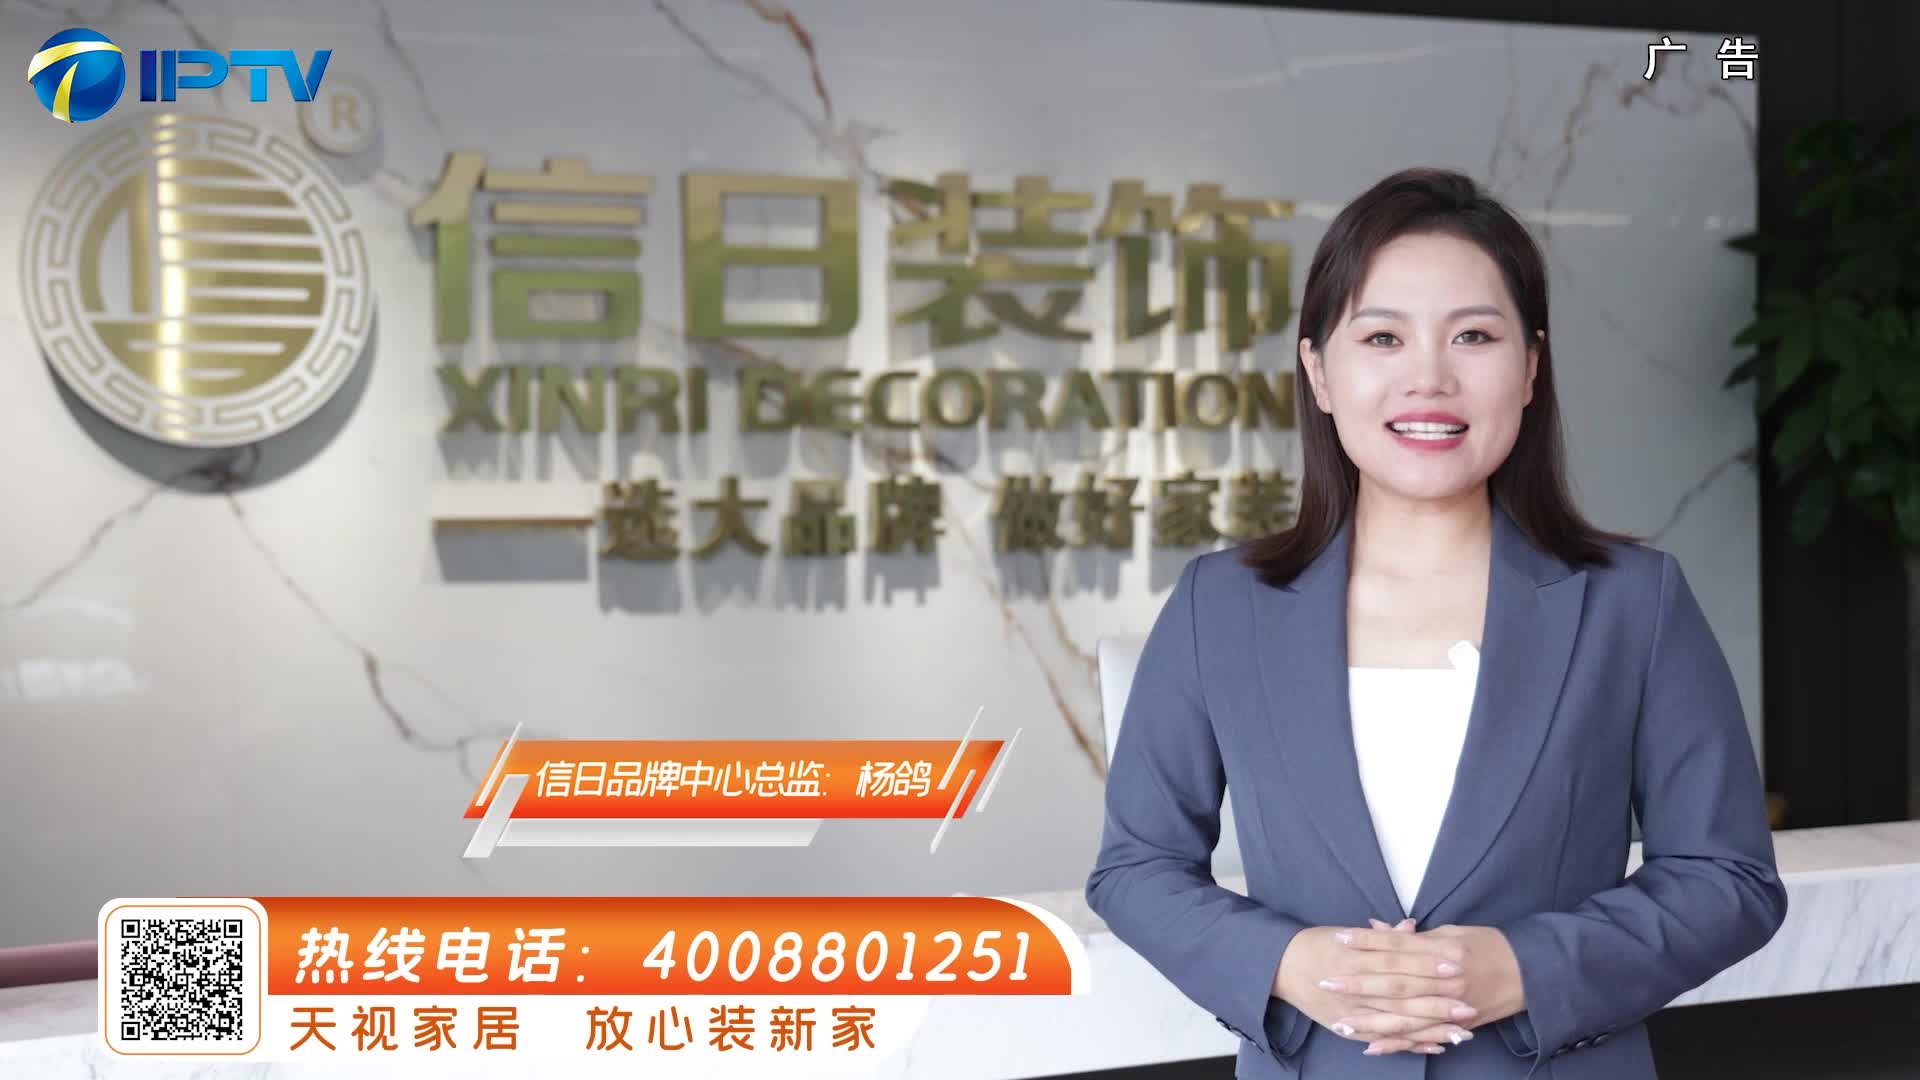 IPTV
广 告
®
信
信日装饰
XINRI DECORATION
选大品牌 做好家装
信日品牌中心总监: 杨鸽
热线电话: 4008801251
天视家居 放心装新家